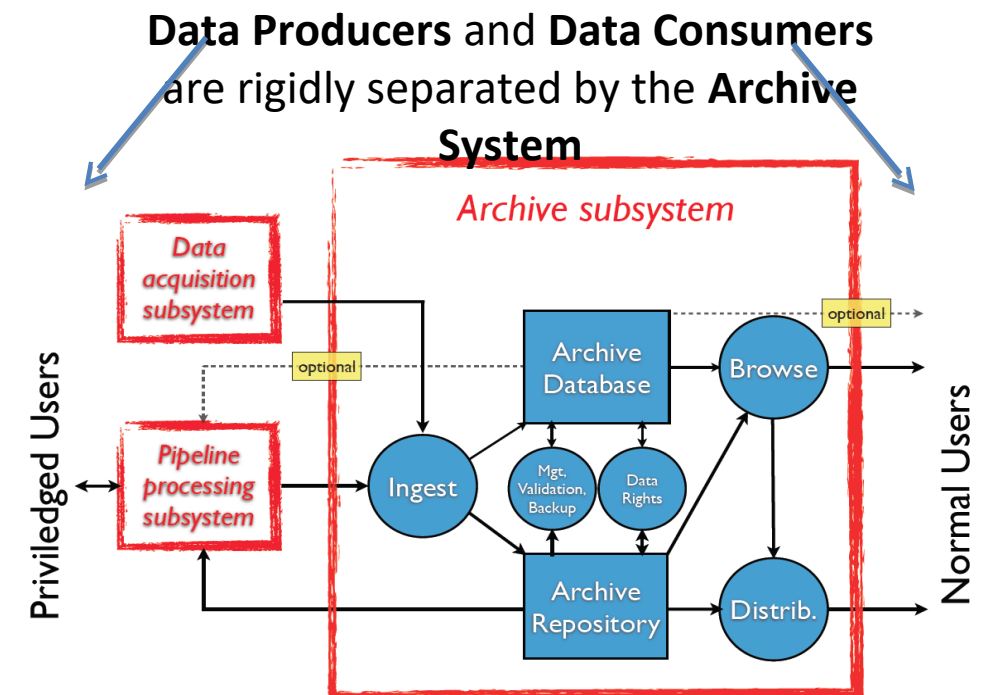 Data Producers and Data Consumers
are rigidly separated by the Archive
System
Archive subsystem
Data
acquisition
subsystem
optional
optional
Archive
Database
Browse
Priviledged Users
Pipeline
processing
subsystem
Ingest
Mgt,
Validation,
Backup
Data
Rights
Normal Users
Archive
Repository
Distrib.